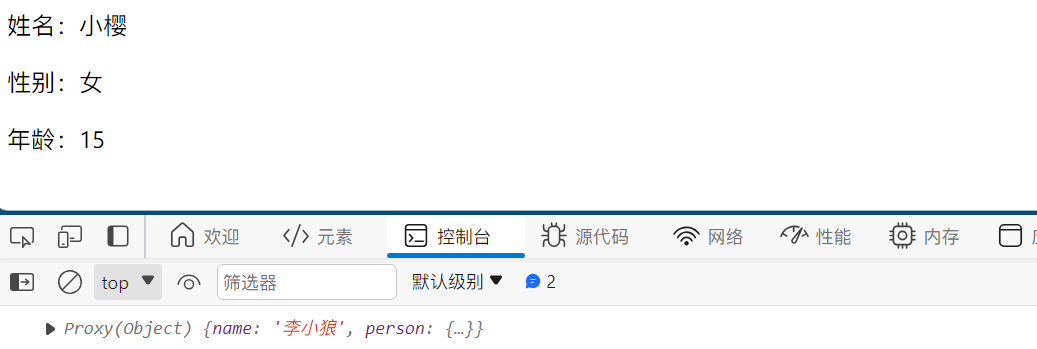 姓名：小樱
性别：女
年龄：15
欢迎 元素 控制台 源代码 网络 性能 内存
top 筛选器 默认级别 2
Proxy(Object) {name: '李小狼', person: {…}}